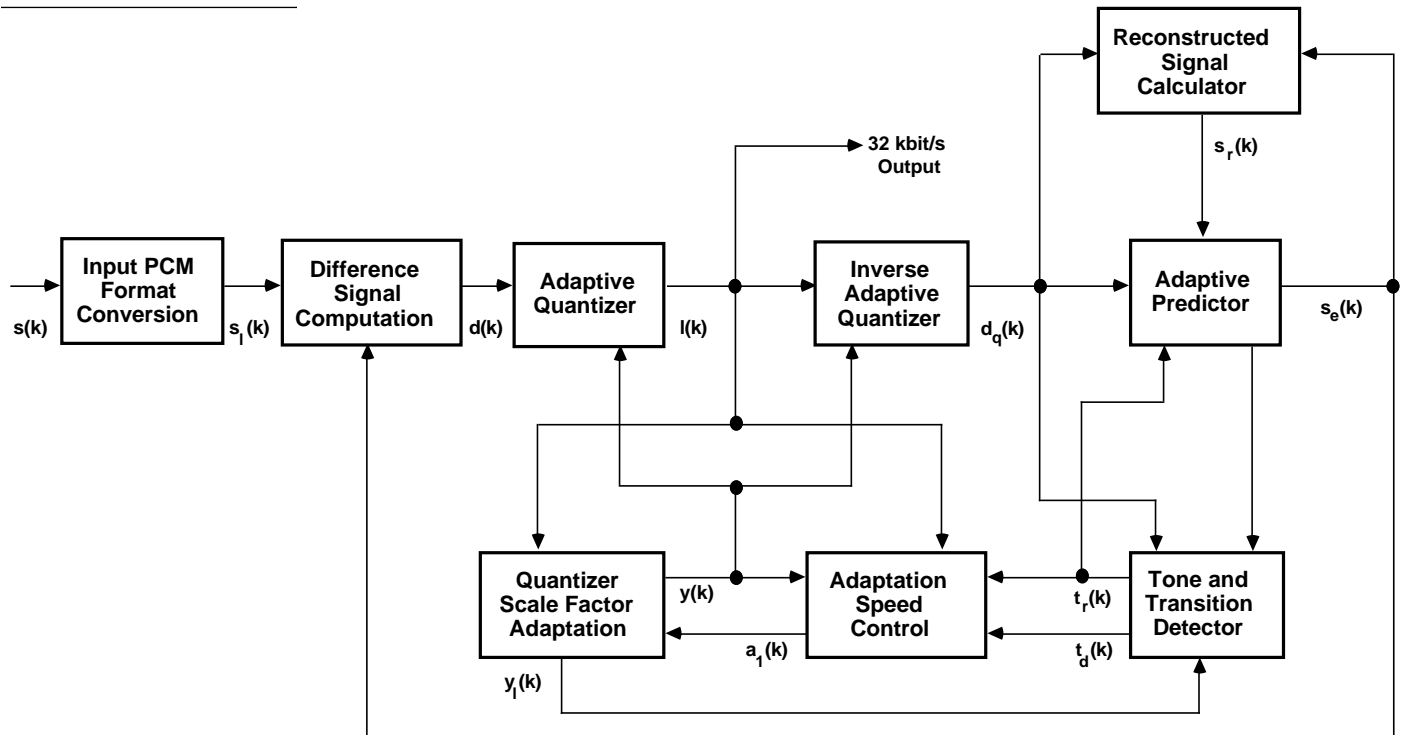 Reconstructed
Signal
Calculator
32 kbit/s
Output
s_r(k)
Input PCM
Format
Conversion
Difference
Signal
Computation
Adaptive
Quantizer
Inverse
Adaptive
Quantizer
Adaptive
Predictor
s(k)
s_l(k)
d(k)
I(k)
d_q(k)
s_e(k)
Quantizer
Scale Factor
Adaptation
y(k)
Adaptation
Speed
Control
t_r(k)
Tone and
Transition
Detector
a_1(k)
t_d(k)
y_l(k)